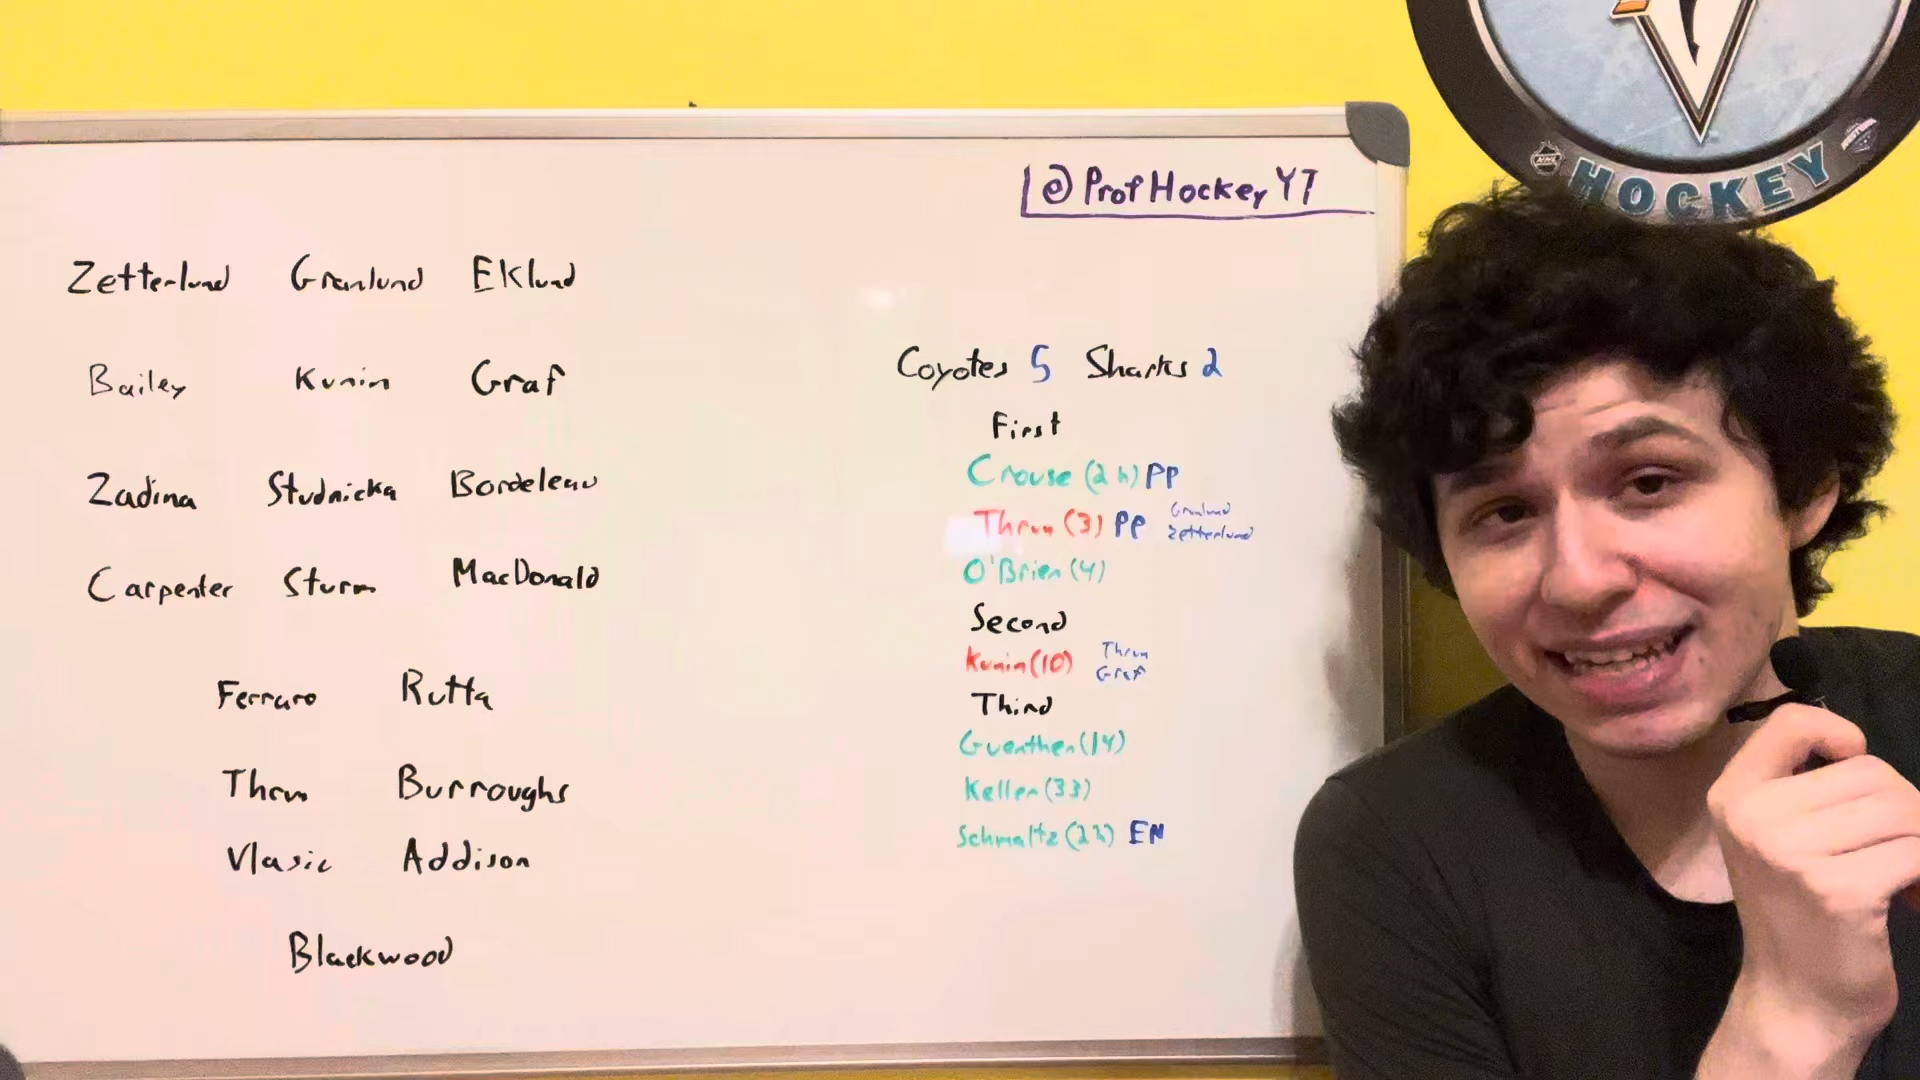 HOCKEY
@ProfHockeyYT
Zetterlund Granlund Eklund
Bailey Kunin Graf
Zadina Studnicka Bordeleau
Carpenter Sturm MacDonald
Ferraro Rutta
Thrun Burroughs
Vlasic Addison
Blackwood
Coyotes 5 Sharks 2
First
Crouse (22) PP
Thrun (3) PP Granlund
Zetterlund
O'Brien (4)
Second
Kunin (10) Thrun
Graf
Third
Guenther (14)
Keller (33)
Schmaltz (22) EN